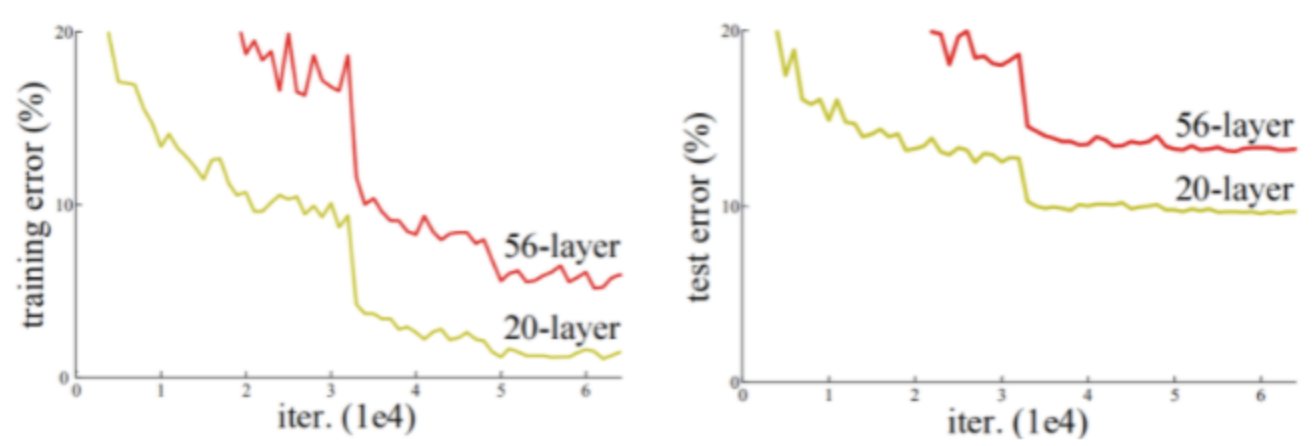 20
10
0
training error (%)
56-layer
20-layer
0 1 2 3 4 5 6
iter. (1e4)
20
10
0
test error (%)
56-layer
20-layer
0 1 2 3 4 5 6
iter. (1e4)